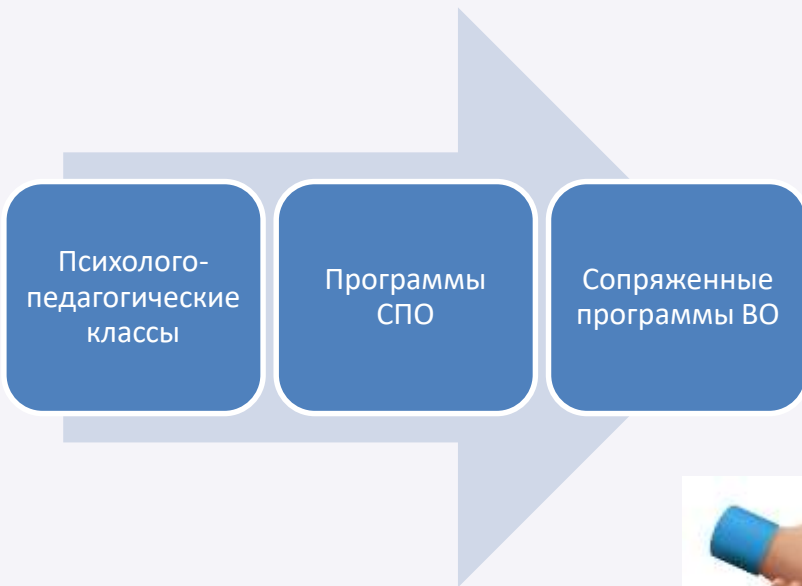 Психолого-
педагогические
классы
Программы
СПО
Сопряженные
программы ВО